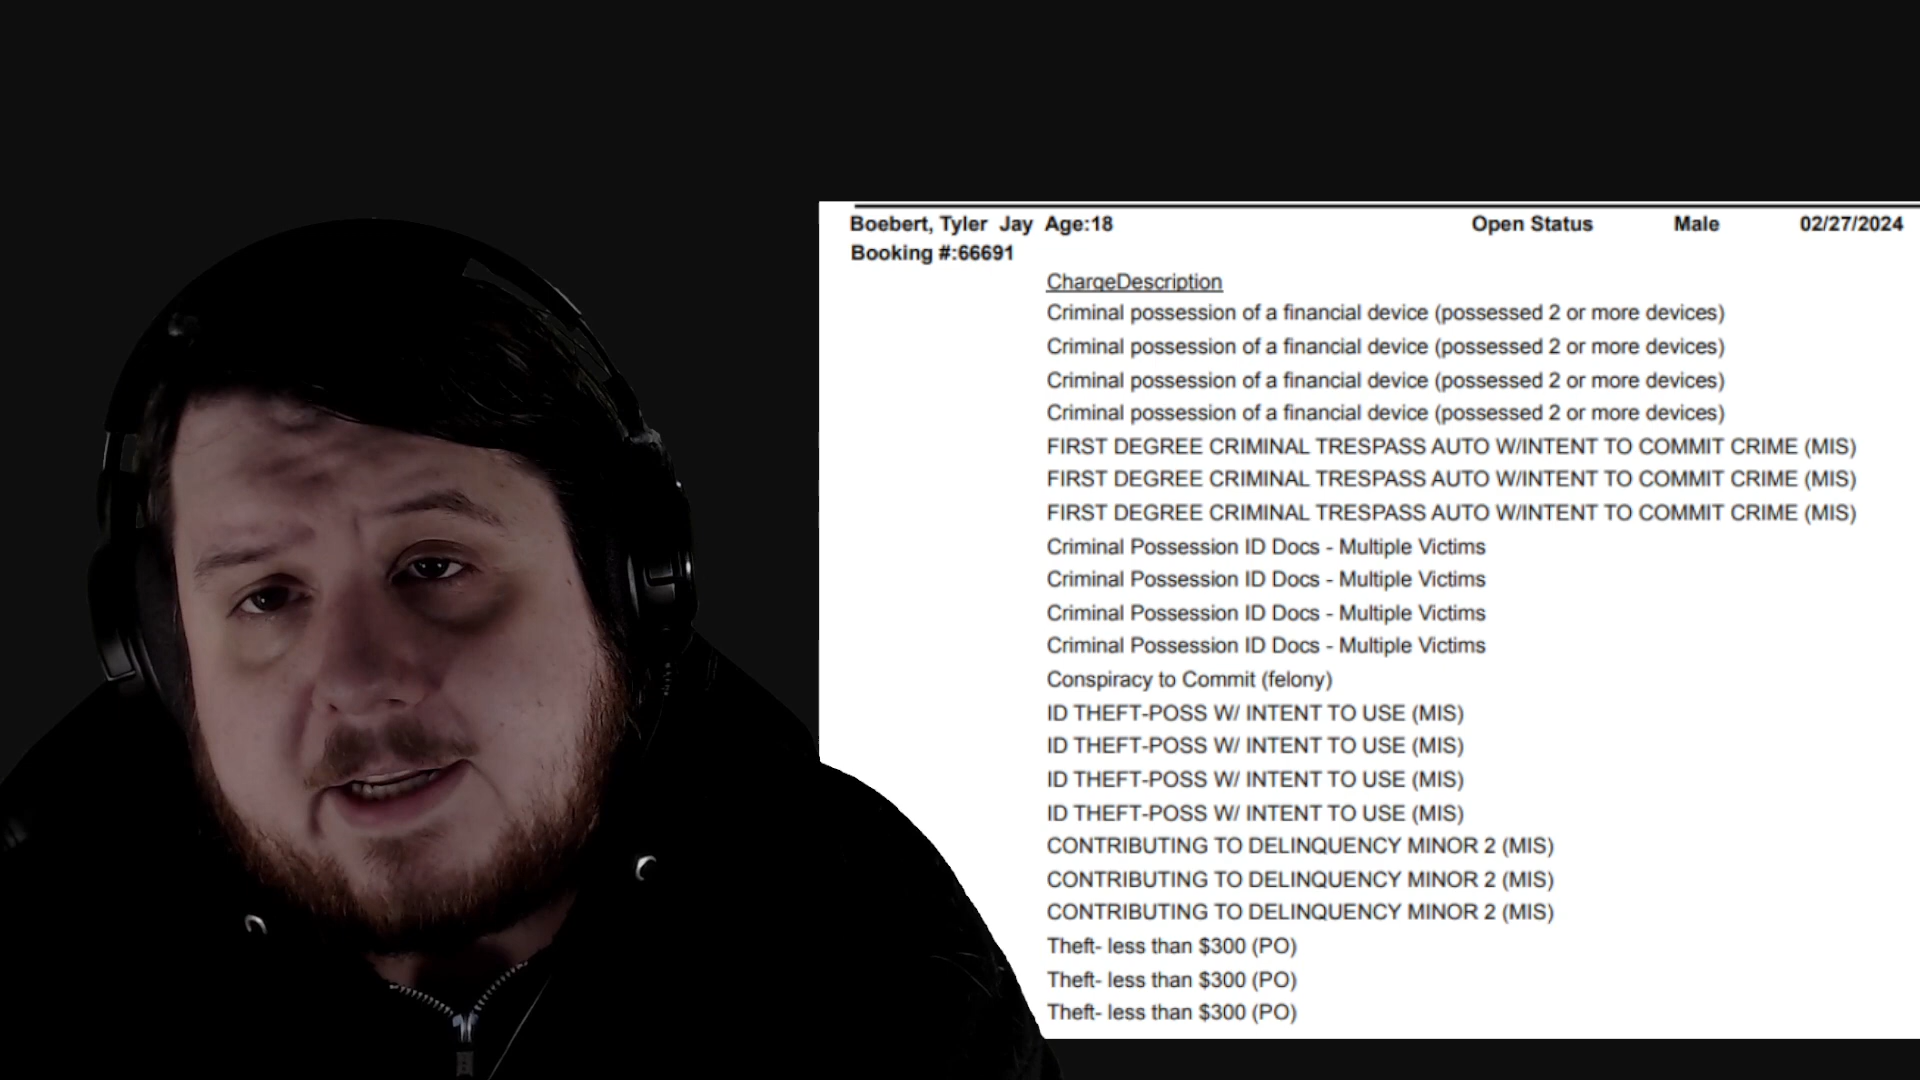 Boebert, Tyler Jay Age:18 Open Status Male 02/27/2024
Booking #:66691
ChargeDescription
Criminal possession of a financial device (possessed 2 or more devices)
Criminal possession of a financial device (possessed 2 or more devices)
Criminal possession of a financial device (possessed 2 or more devices)
Criminal possession of a financial device (possessed 2 or more devices)
FIRST DEGREE CRIMINAL TRESPASS AUTO W/INTENT TO COMMIT CRIME (MIS)
FIRST DEGREE CRIMINAL TRESPASS AUTO W/INTENT TO COMMIT CRIME (MIS)
FIRST DEGREE CRIMINAL TRESPASS AUTO W/INTENT TO COMMIT CRIME (MIS)
Criminal Possession ID Docs - Multiple Victims
Criminal Possession ID Docs - Multiple Victims
Criminal Possession ID Docs - Multiple Victims
Criminal Possession ID Docs - Multiple Victims
Conspiracy to Commit (felony)
ID THEFT-POSS W/ INTENT TO USE (MIS)
ID THEFT-POSS W/ INTENT TO USE (MIS)
ID THEFT-POSS W/ INTENT TO USE (MIS)
ID THEFT-POSS W/ INTENT TO USE (MIS)
CONTRIBUTING TO DELINQUENCY MINOR 2 (MIS)
CONTRIBUTING TO DELINQUENCY MINOR 2 (MIS)
CONTRIBUTING TO DELINQUENCY MINOR 2 (MIS)
Theft- less than $300 (PO)
Theft- less than $300 (PO)
Theft- less than $300 (PO)